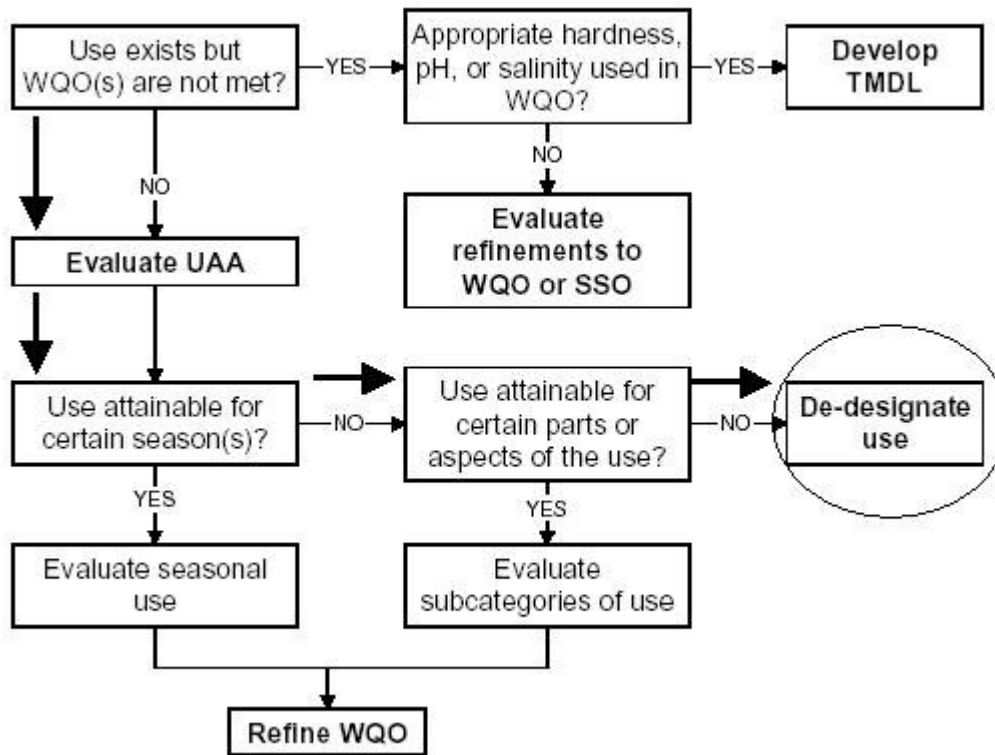 Use exists but
WQO(s) are not met?
YES
Appropriate hardness,
pH, or salinity used in
WQO?
YES
Develop
TMDL
NO
NO
Evaluate
refinements to
WQO or SSO
Evaluate UAA
Use attainable for
certain season(s)?
NO
Use attainable for
certain parts or
aspects of the use?
NO
De-designate
use
YES
YES
Evaluate seasonal
use
Evaluate
subcategories of use
Refine WQO